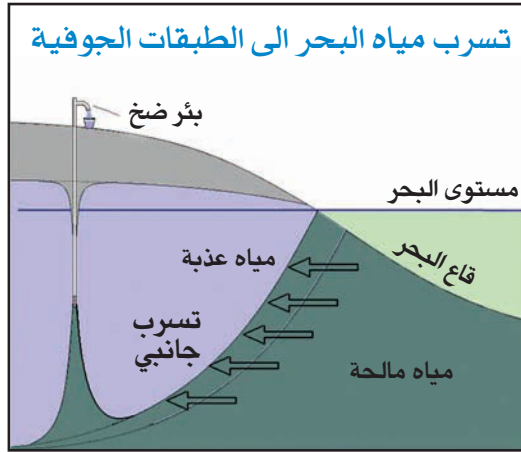 تسرب مياه البحر الى الطبقات الجوفية
بئر ضخ
مستوى البحر
قاع البحر
مياه عذبة
تسرب
جانبي
مياه مالحة